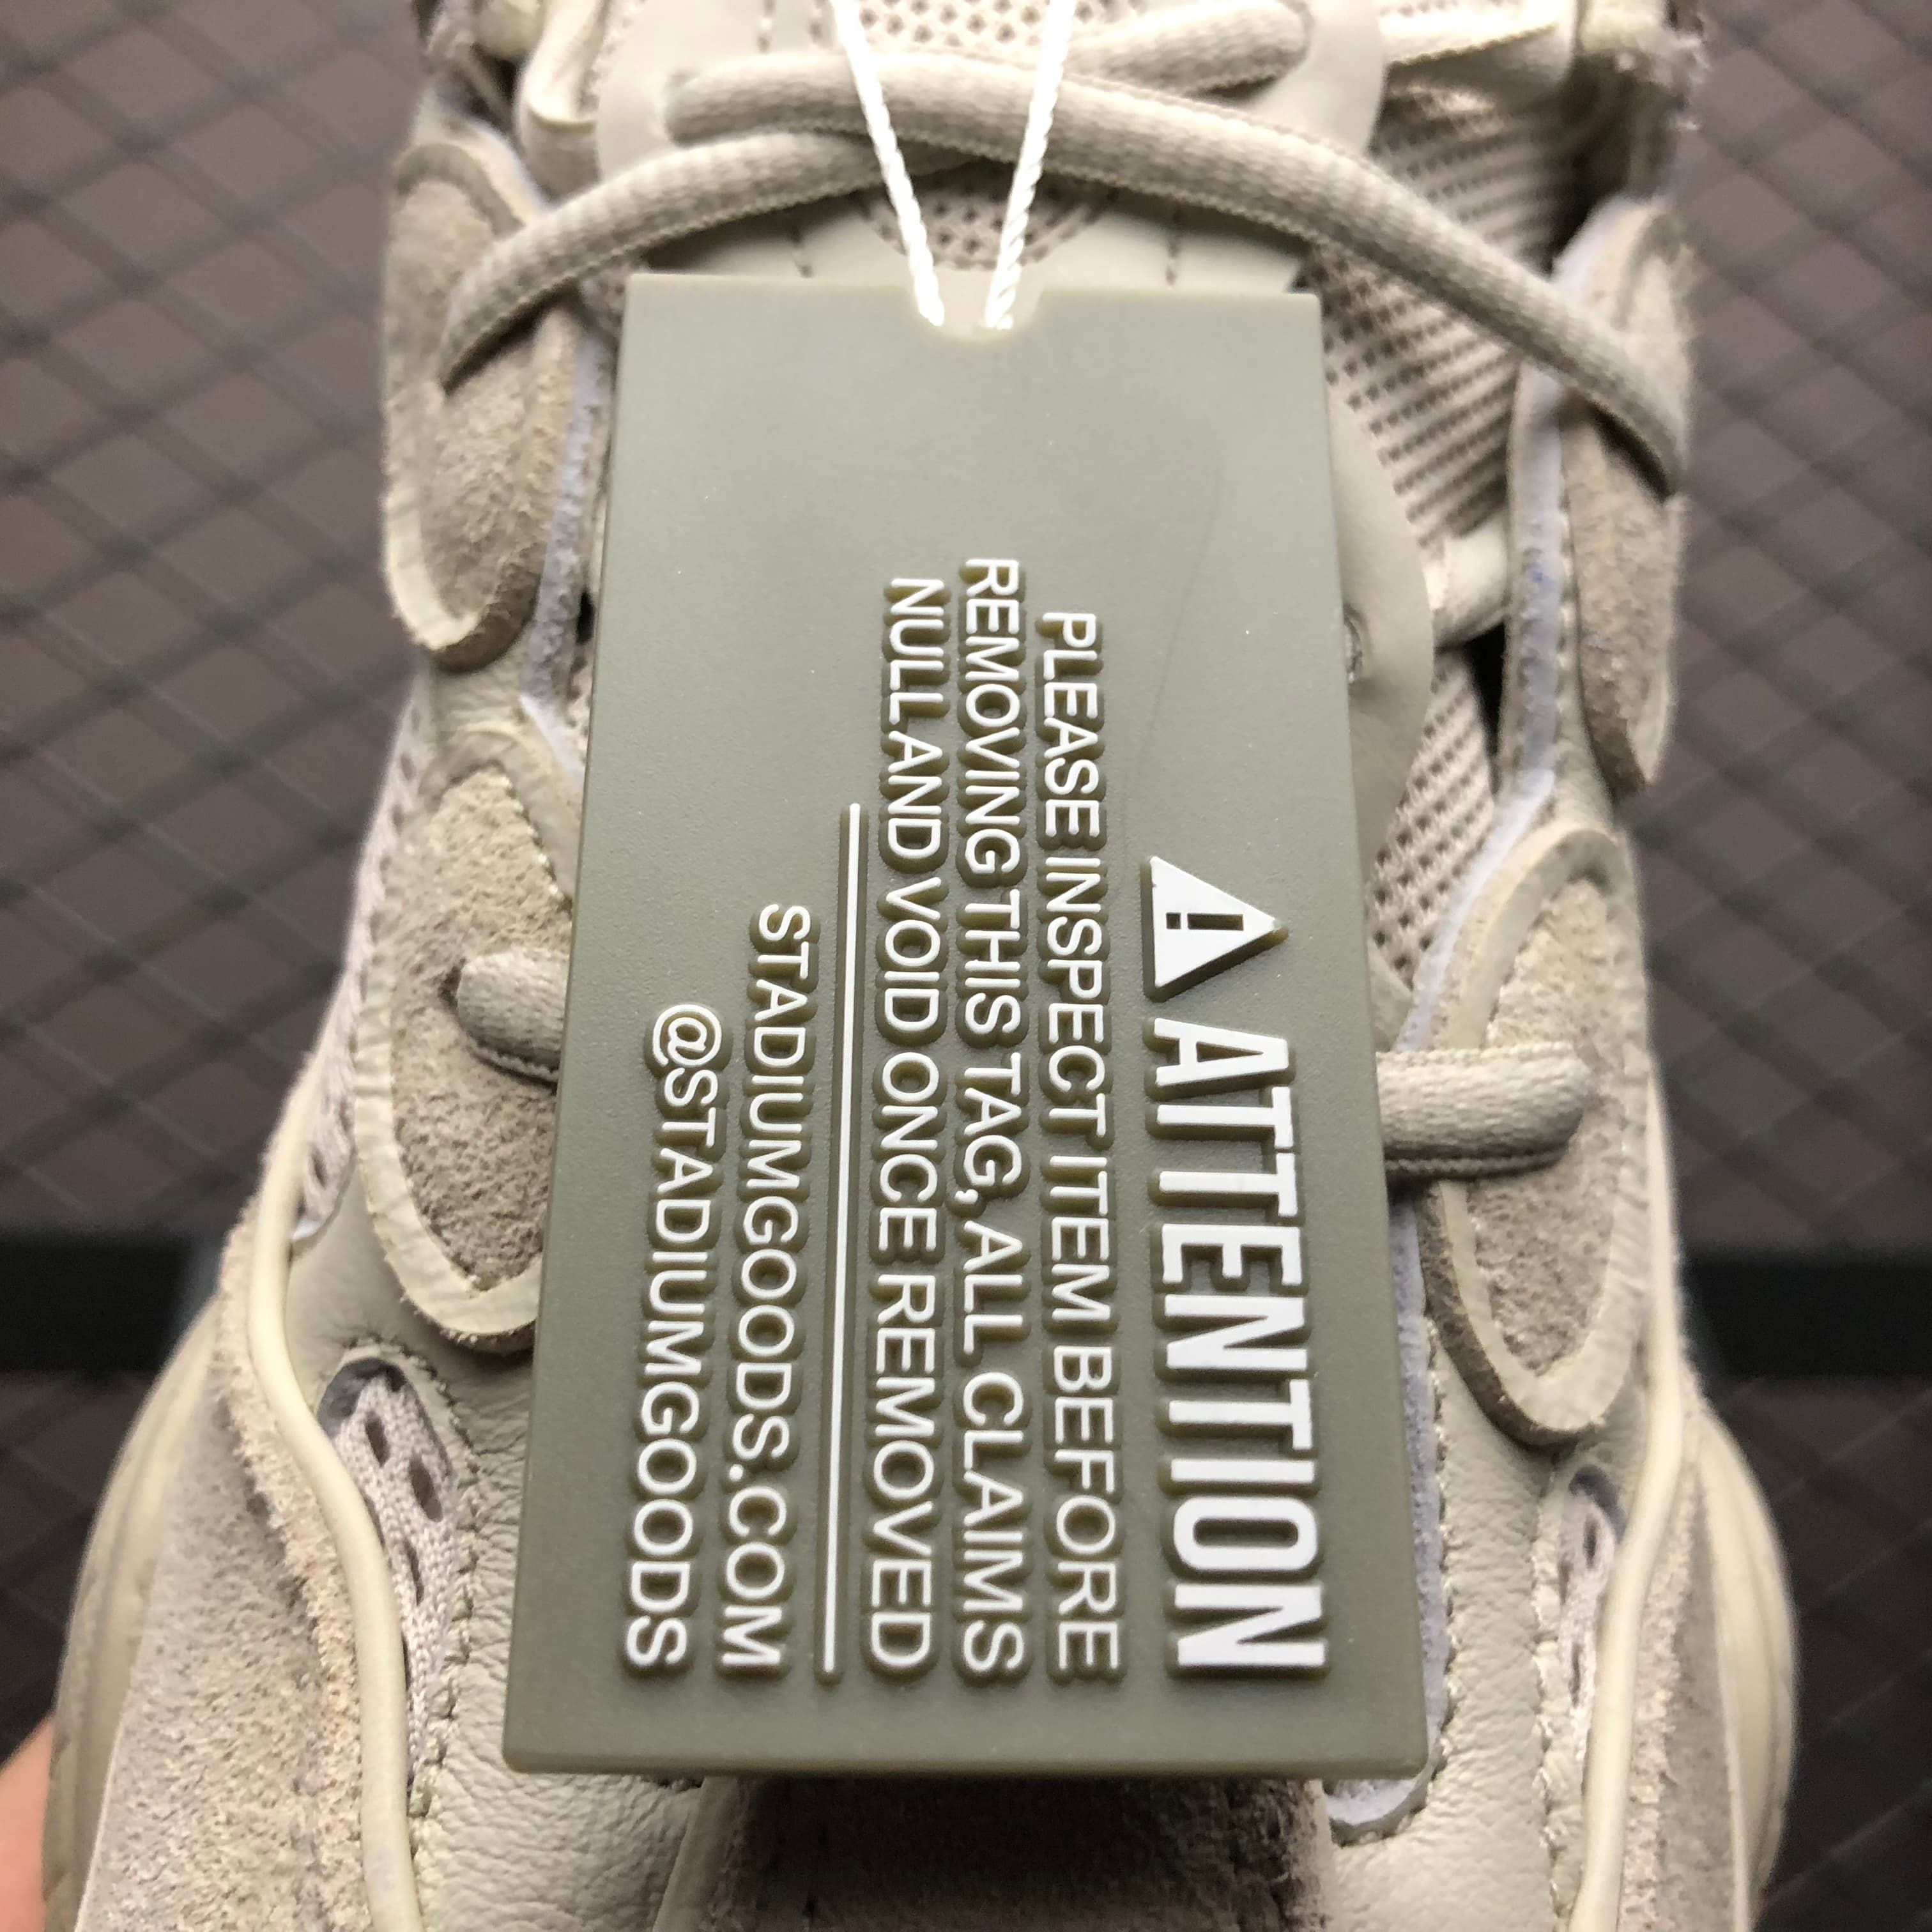 ATTENTION
PLEASE INSPECT ITEM BEFORE
REMOVING THIS TAG, ALL CLAIMS
NULL AND VOID ONCE REMOVED
STADIUMGOODS.COM
@STADIUMGOODS